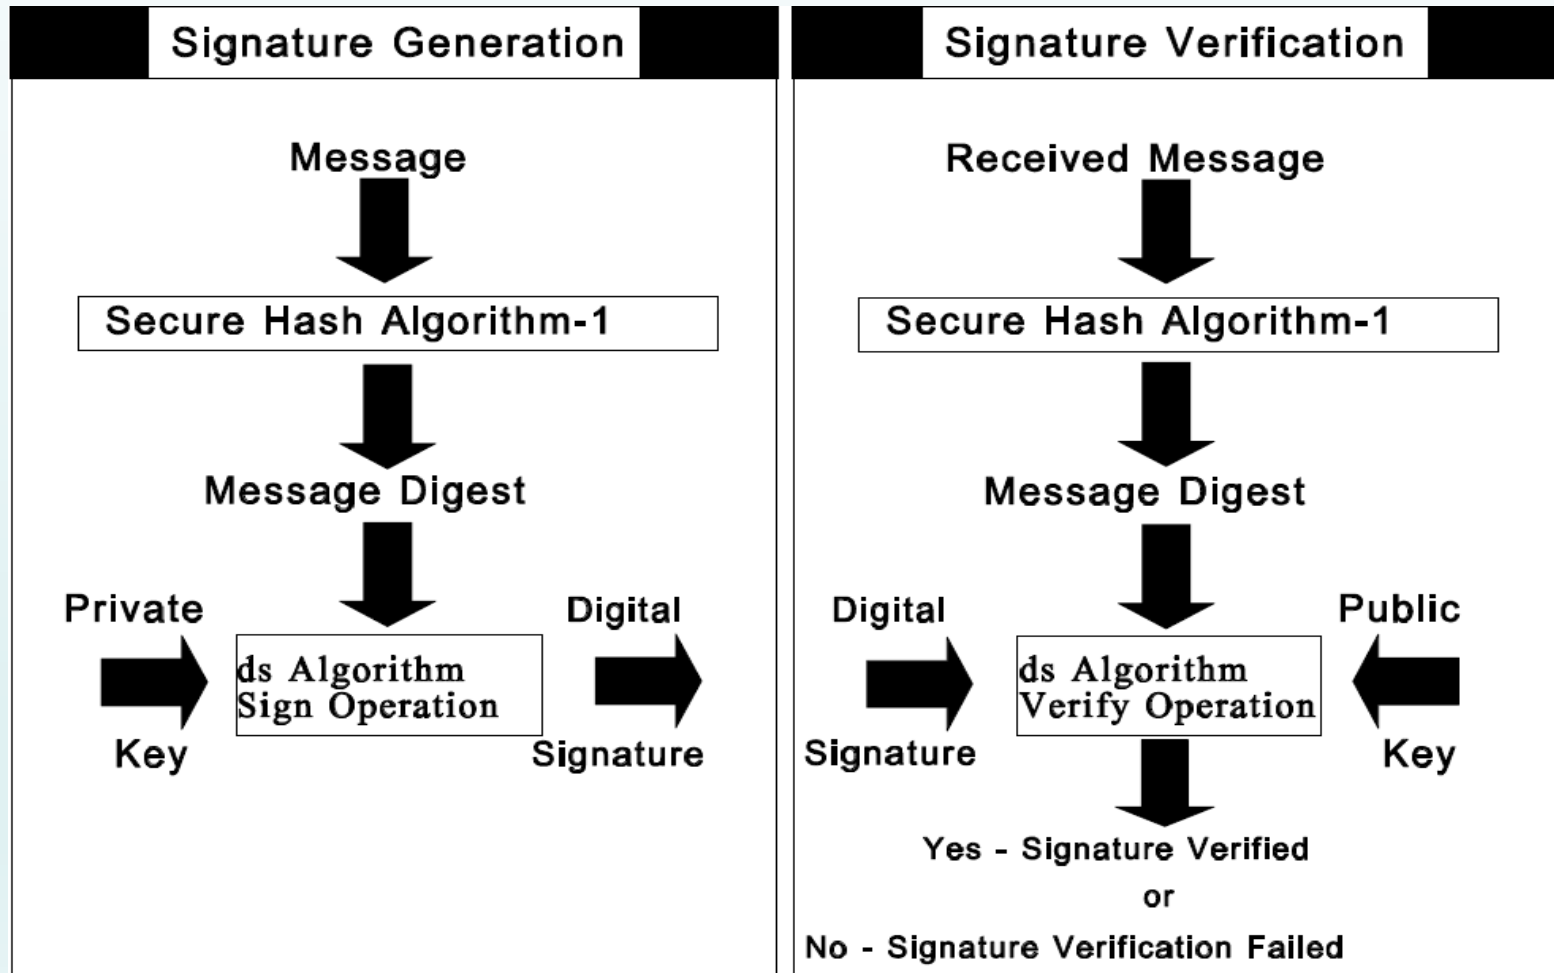 Signature Generation
Message
Secure Hash Algorithm-1
Message Digest
Private
Key
ds Algorithm
Sign Operation
Digital
Signature
Signature Verification
Received Message
Secure Hash Algorithm-1
Message Digest
Digital
Signature
ds Algorithm
Verify Operation
Public
Key
Yes - Signature Verified
or
No - Signature Verification Failed